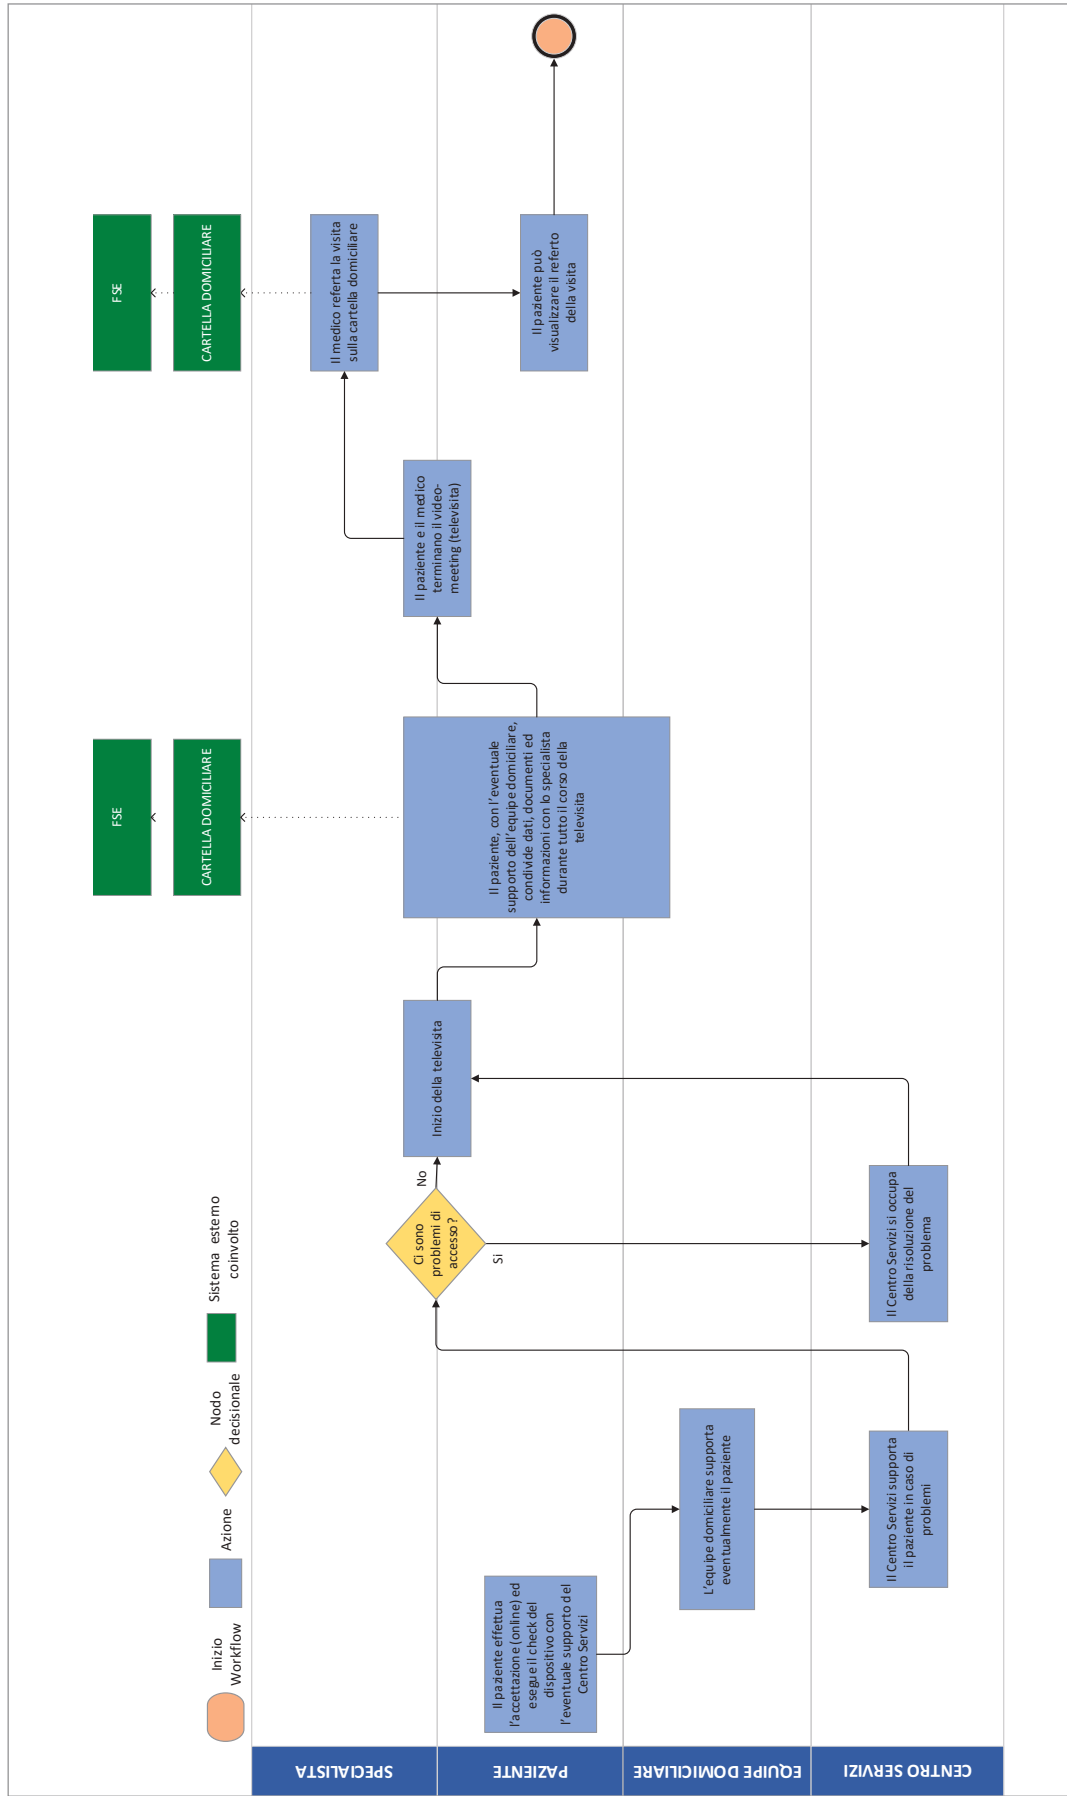 Inizio
Workflow
Azione
Nodo
decisionale
Sistema esterno
coinvolto
SPECIALISTA
PAZIENTE
EQUIPE DOMICILIARE
CENTRO SERVIZI
Il paziente effettua
l'accettazione (online) ed
esegue il check del
dispositivo con
l'eventuale supporto del
Centro Servizi
L'equipe domiciliare supporta
eventualmente il paziente
Il Centro Servizi supporta
il paziente in caso di
problemi
Ci sono
problemi di
accesso?
No
Si
Il Centro Servizi si occupa
della risoluzione del
problema
Inizio della televisita
Il paziente, con l'eventuale
supporto dell'equipe domiciliare,
condivide dati, documenti ed
informazioni con lo specialista
durante tutto il corso della
televisita
FSE
CARTELLA DOMICILIARE
Il paziente e il medico
terminano il video-
meeting (televisita)
Il medico referta la visita
sulla cartella domiciliare
FSE
CARTELLA DOMICILIARE
Il paziente può
visualizzare il referto
della visita